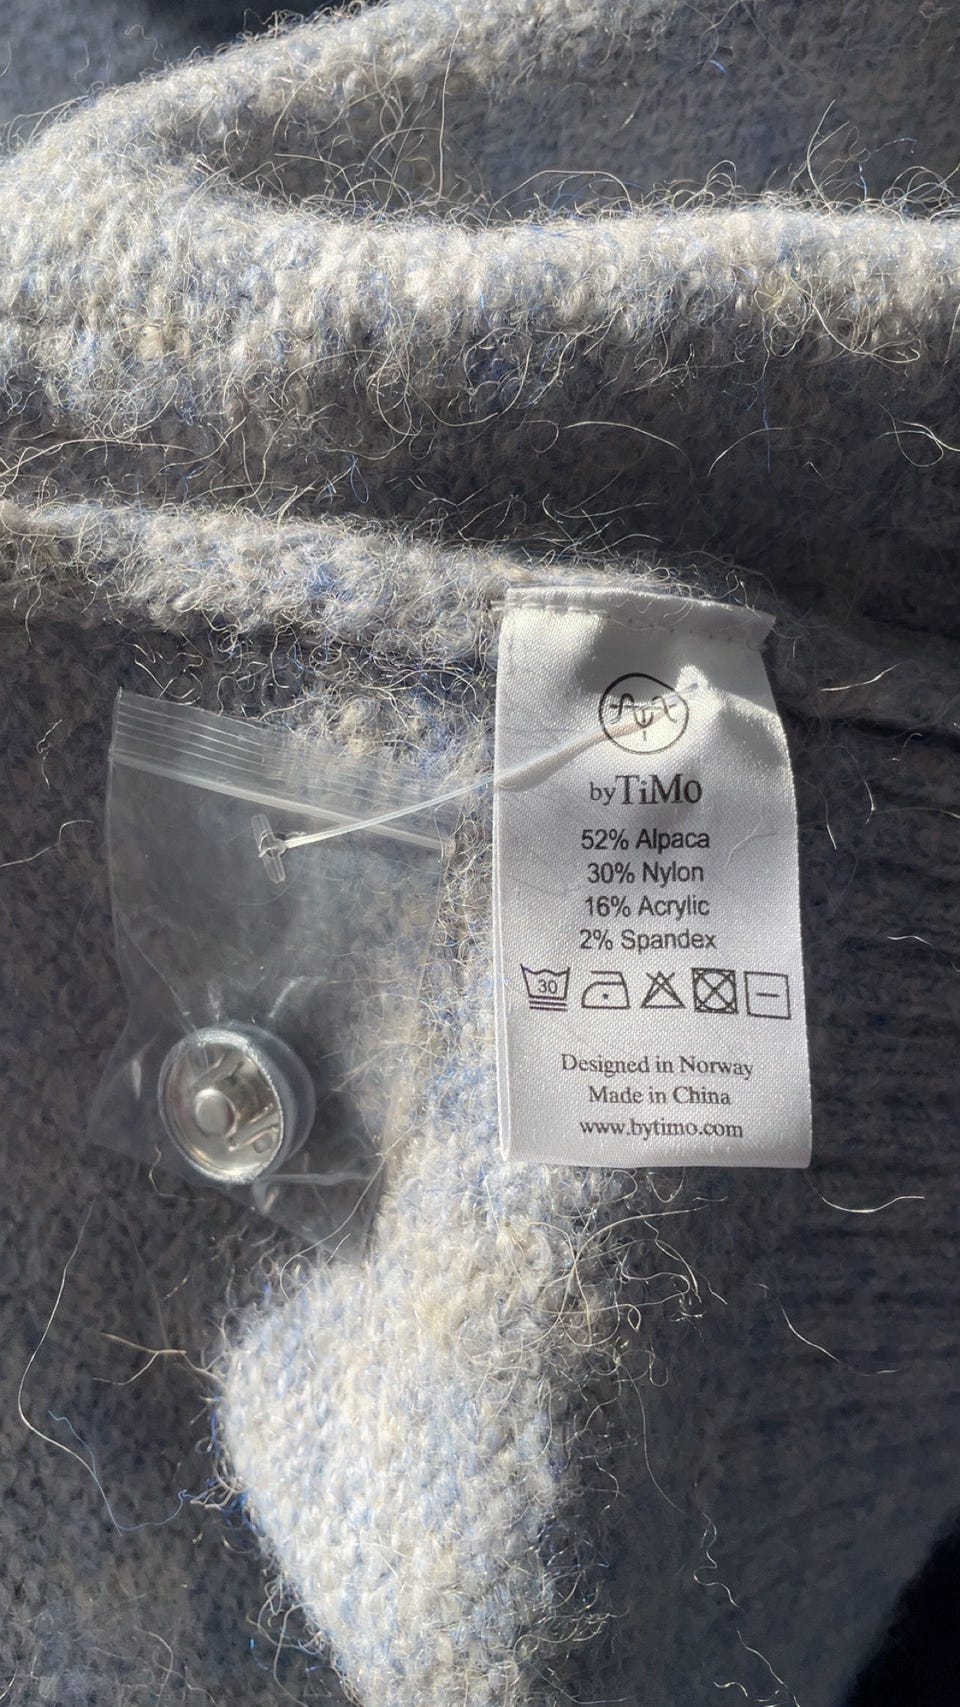 byTiMo
52% Alpaca
30% Nylon
16% Acrylic
2% Spandex
30
Designed in Norway
Made in China
www.bytimo.com